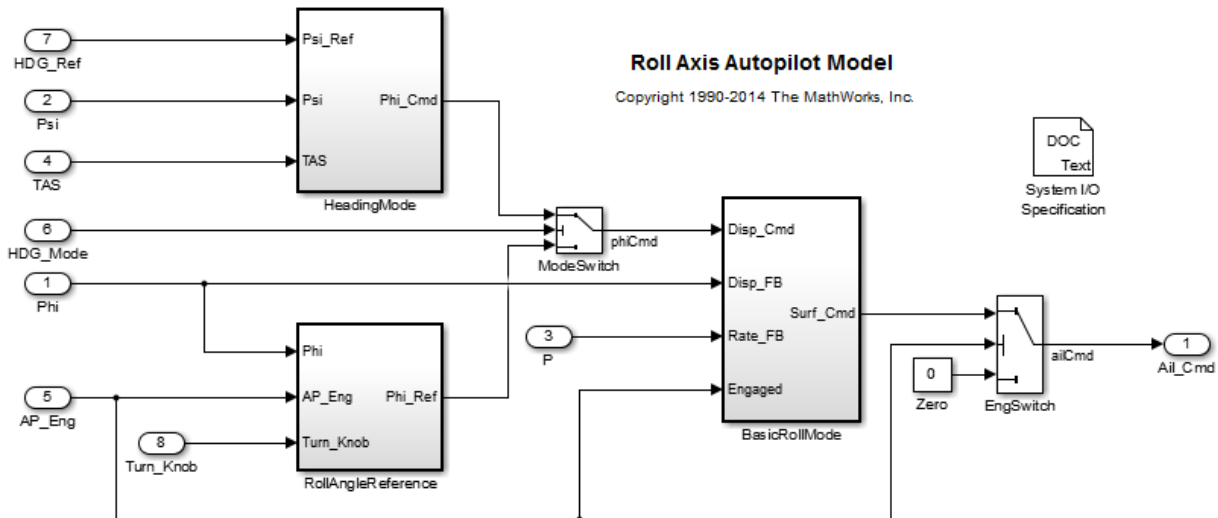 Roll Axis Autopilot Model
Copyright 1990-2014 The MathWorks, Inc.
7
HDG_Ref
2
Psi
4
TAS
Psi_Ref
Psi
TAS
Phi_Cmd
HeadingMode
6
HDG_Mode
1
Phi
ModeSwitch
phiCmd
5
AP_Eng
8
Turn_Knob
Phi
AP_Eng
Turn_Knob
Phi_Ref
RollAngleReference
3
P
Disp_Cmd
Disp_FB
Rate_FB
Engaged
Surf_Cmd
BasicRollMode
DOC
Text
System I/O
Specification
0
Zero
EngSwitch
ailCmd
1
Ail_Cmd